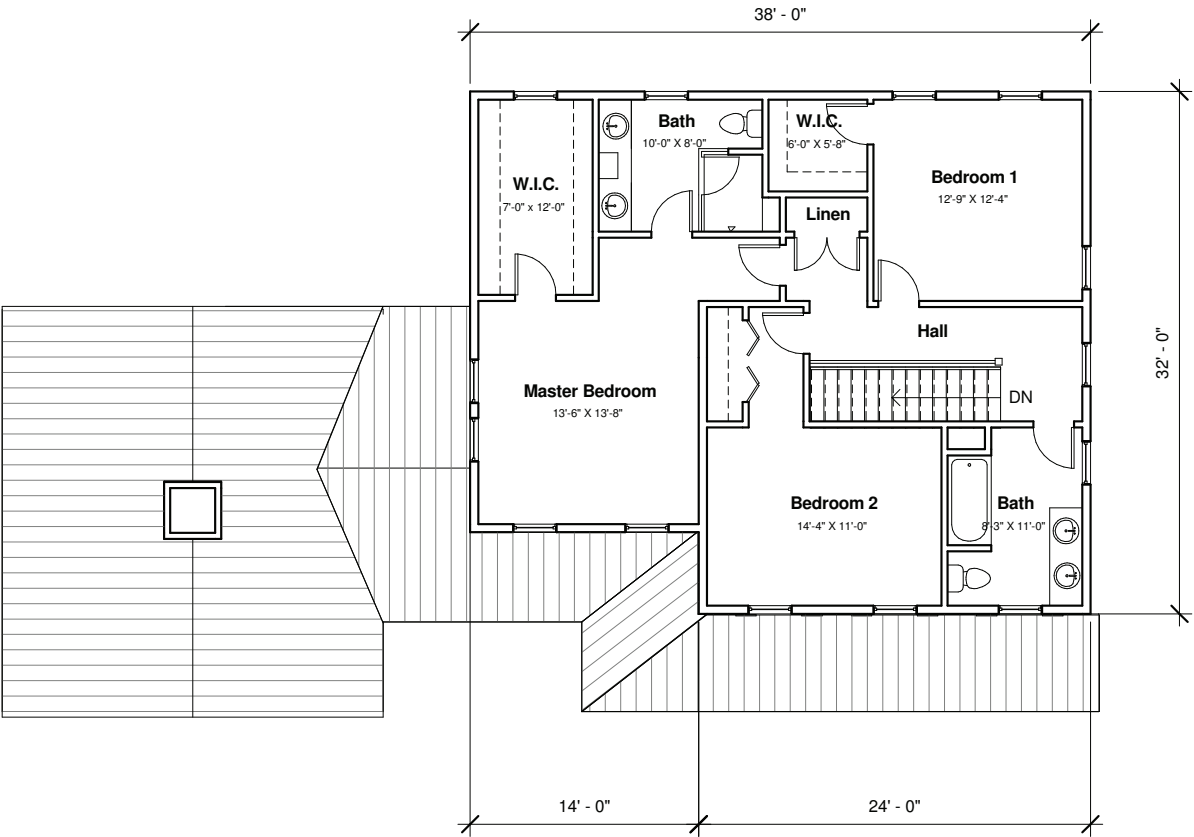 38' - 0"
Bath
10'-0" X 8'-0"
W.I.C.
6'-0" X 5'-8"
W.I.C.
7'-0" x 12'-0"
Bedroom 1
12'-9" X 12'-4"
Linen
Hall
32' - 0"
Master Bedroom
13'-6" X 13'-8"
DN
Bedroom 2
14'-4" X 11'-0"
Bath
8'-3" X 11'-0"
14' - 0"
24' - 0"